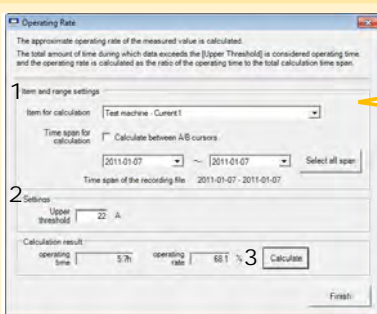 Operating Rate
The approximate operating rate of the measured value is calculated.
The total amount of time during which data exceeds the [Upper Threshold] is considered operating time
and the operating rate is calculated as the ratio of the operating time to the total calculation time span.
1
Item and range settings
Item for calculation Test machine - Current1
Time span for calculation Calculate between A/B cursors
2011-01-07 ~ 2011-01-07 Select all span
Time span of the recording file 2011-01-07 - 2011-01-07
2
Settings
Upper threshold 22 A
Calculation result
operating time 5.7h operating rate 68.1 % 3 Calculate
Finish